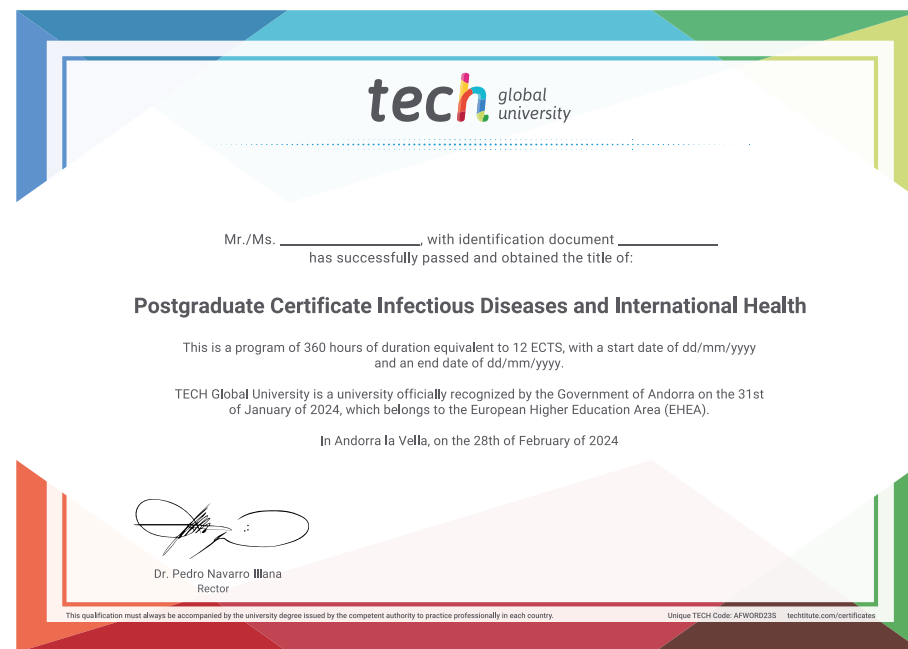 tech global university
Mr./Ms. ________________, with identification document ____________
has successfully passed and obtained the title of:
Postgraduate Certificate Infectious Diseases and International Health
This is a program of 360 hours of duration equivalent to 12 ECTS, with a start date of dd/mm/yyyy
and an end date of dd/mm/yyyy.
TECH Global University is a university officially recognized by the Government of Andorra on the 31st
of January of 2024, which belongs to the European Higher Education Area (EHEA).
In Andorra la Vella, on the 28th of February of 2024
Dr. Pedro Navarro Illana
Rector
This qualification must always be accompanied by the university degree issued by the competent authority to practice professionally in each country.
Unique TECH Code: AFWORD23S techtitute.com/certificates